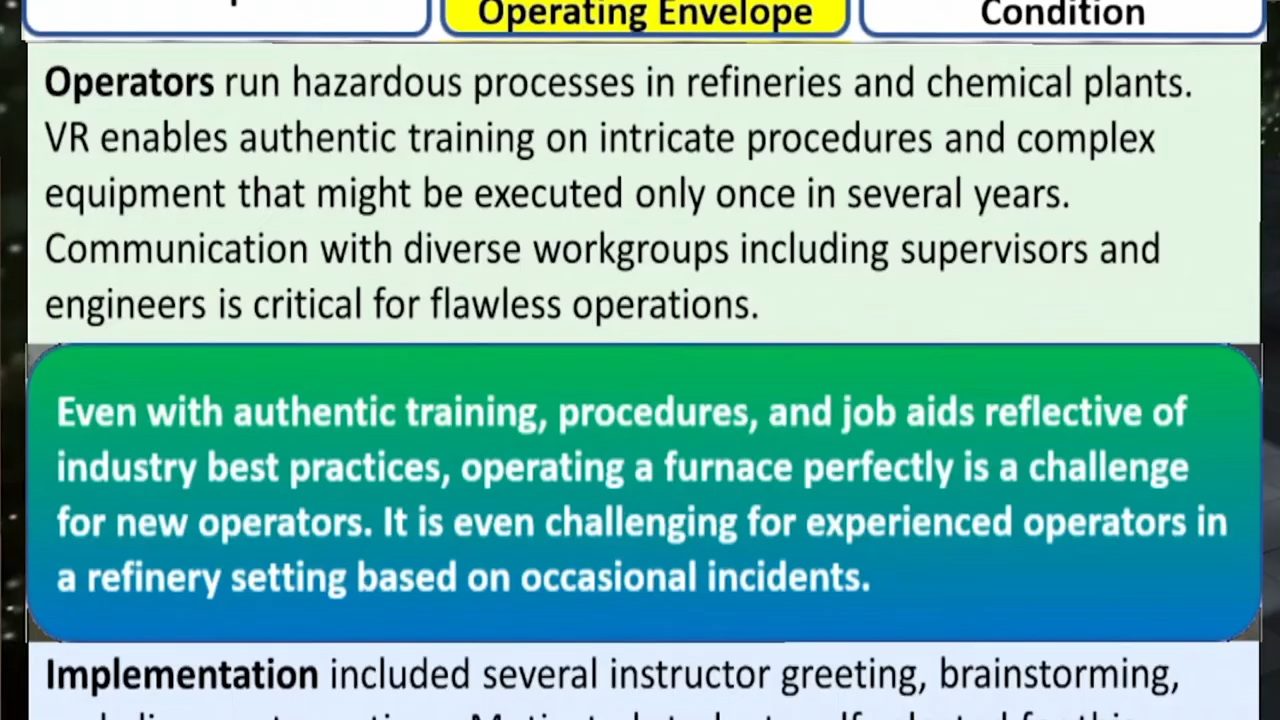 Operating Envelope
Condition
Operators run hazardous processes in refineries and chemical plants.
VR enables authentic training on intricate procedures and complex
equipment that might be executed only once in several years.
Communication with diverse workgroups including supervisors and
engineers is critical for flawless operations.
Even with authentic training, procedures, and job aids reflective of
industry best practices, operating a furnace perfectly is a challenge
for new operators. It is even challenging for experienced operators in
a refinery setting based on occasional incidents.
Implementation included several instructor greeting, brainstorming,